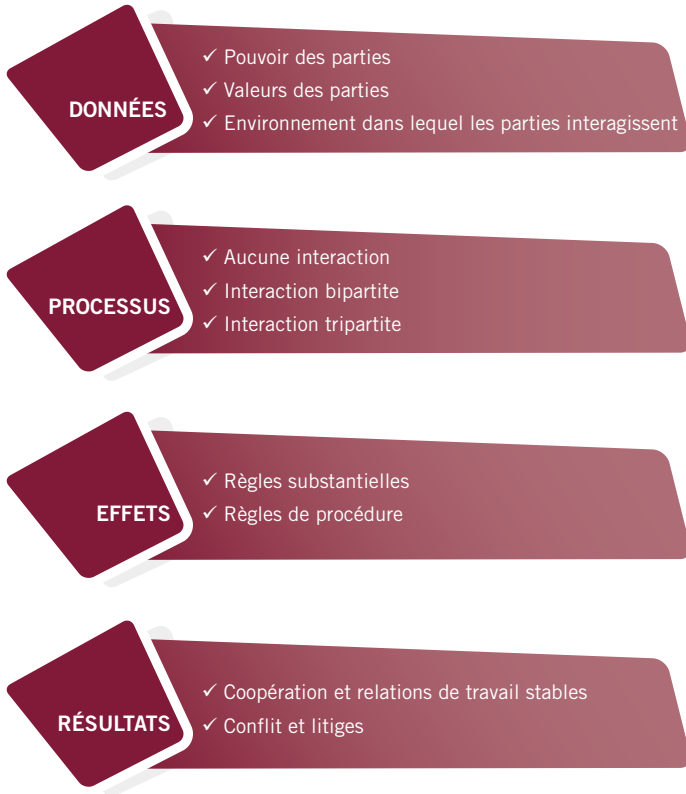 DONNÉES
✓ Pouvoir des parties
✓ Valeurs des parties
✓ Environnement dans lequel les parties interagissent
PROCESSUS
✓ Aucune interaction
✓ Interaction bipartite
✓ Interaction tripartite
EFFETS
✓ Règles substantielles
✓ Règles de procédure
RÉSULTATS
✓ Coopération et relations de travail stables
✓ Conflit et litiges